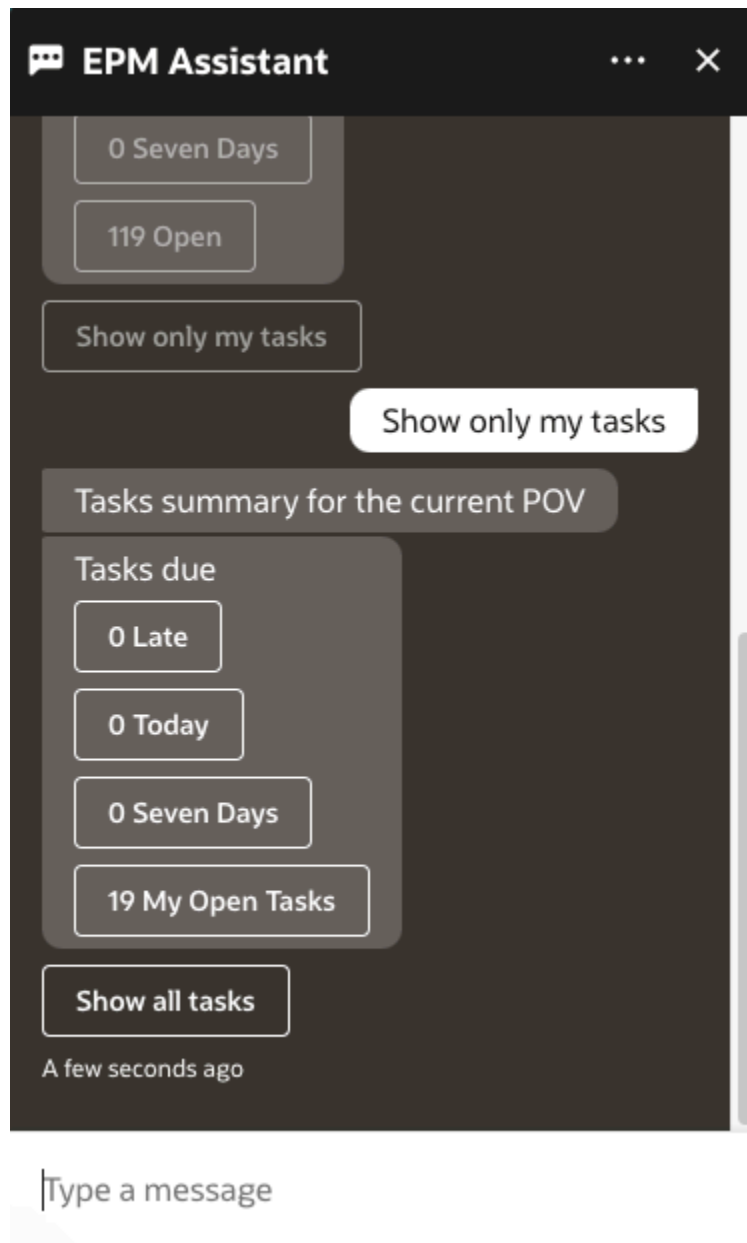 EPM Assistant
0 Seven Days
119 Open
Show only my tasks
Show only my tasks
Tasks summary for the current POV
Tasks due
0 Late
0 Today
0 Seven Days
19 My Open Tasks
Show all tasks
A few seconds ago
Type a message